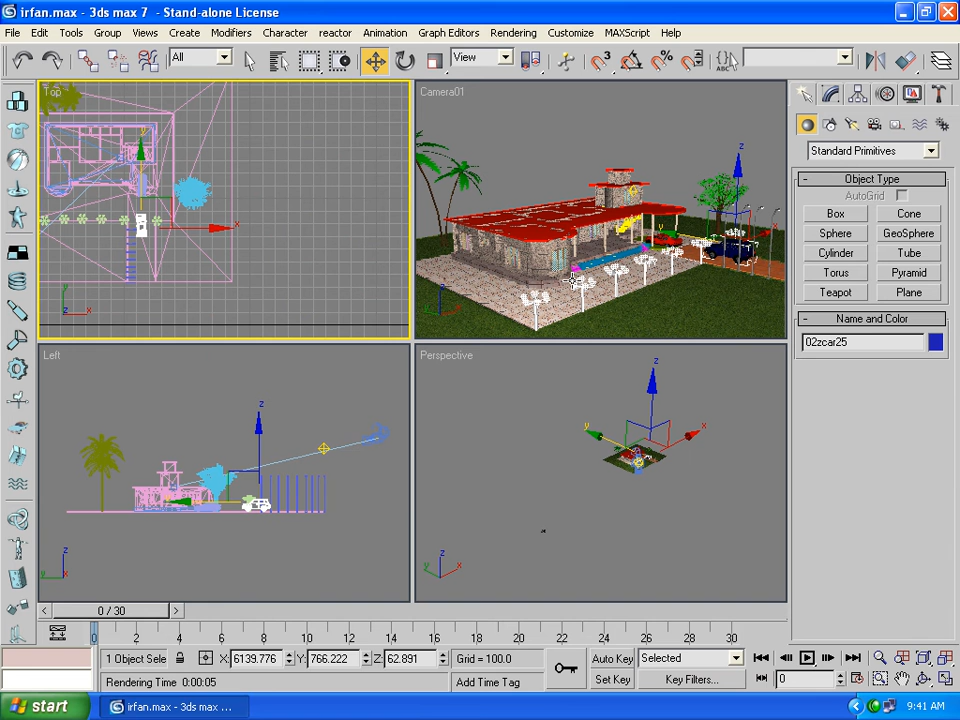 irfan.max - 3ds max 7 - Stand-alone License
File Edit Tools Group Views Create Modifiers Character reactor Animation Graph Editors Rendering Customize MAXScript Help
All View
Top
Camera01
Left
Perspective
Standard Primitives
- Object Type
AutoGrid
Box Cone
Sphere GeoSphere
Cylinder Tube
Torus Pyramid
Teapot Plane
- Name and Color
02zcar25
y
x
z
x
z
y
x
z
y
x
z
z
y
x
z
y
x
z
y
x
< 0 / 30 >
0 2 4 6 8 10 12 14 16 18 20 22 24 26 28 30
1 Object Sele X: 6139.776 Y: 766.222 Z: 62.891 Grid = 100.0 Auto Key Selected
Rendering Time 0:00:05 Add Time Tag Set Key Key Filters... 0
start irfan.max - 3ds max ... 9:41 AM